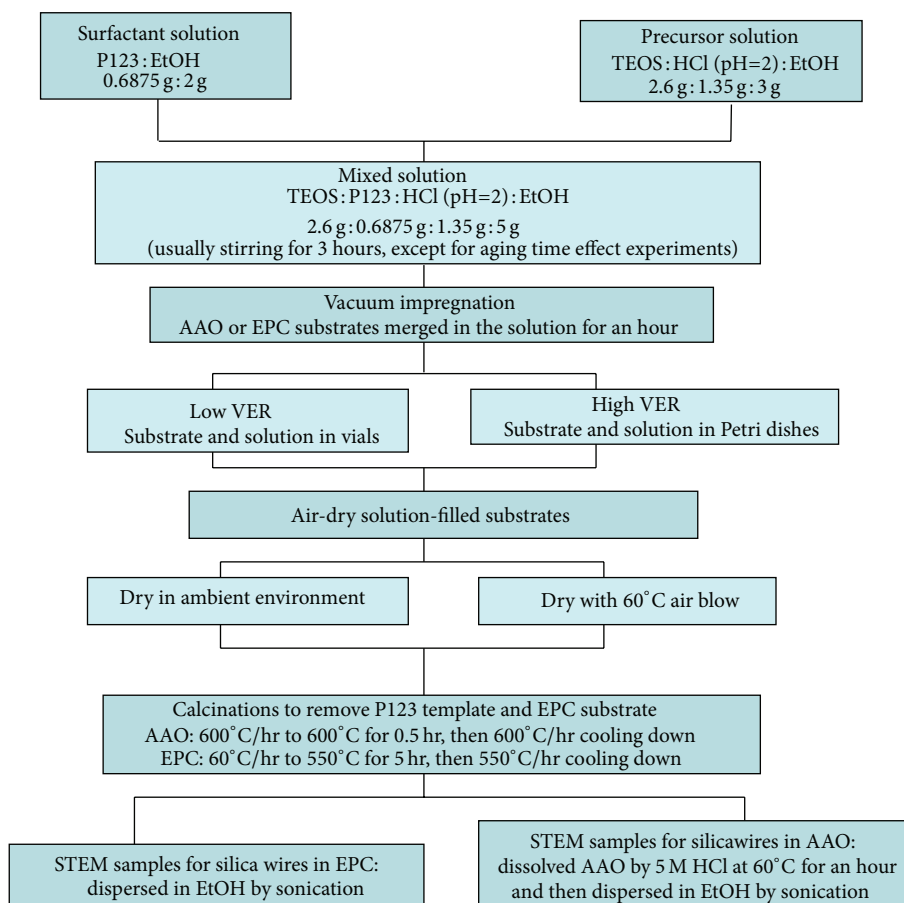 Surfactant solution
P123:EtOH
0.6875 g:2 g
Precursor solution
TEOS:HCl (pH=2):EtOH
2.6 g:1.35 g:3 g
Mixed solution
TEOS:P123:HCl (pH=2):EtOH
2.6 g:0.6875 g:1.35 g:5 g
(usually stirring for 3 hours, except for aging time effect experiments)
Vacuum impregnation
AAO or EPC substrates merged in the solution for an hour
Low VER
Substrate and solution in vials
High VER
Substrate and solution in Petri dishes
Air-dry solution-filled substrates
Dry in ambient environment
Dry with 60°C air blow
Calcinations to remove P123 template and EPC substrate
AAO: 600°C/hr to 600°C for 0.5 hr, then 600°C/hr cooling down
EPC: 60°C/hr to 550°C for 5 hr, then 550°C/hr cooling down
STEM samples for silica wires in EPC:
dispersed in EtOH by sonication
STEM samples for silicawires in AAO:
dissolved AAO by 5 M HCl at 60°C for an hour
and then dispersed in EtOH by sonication